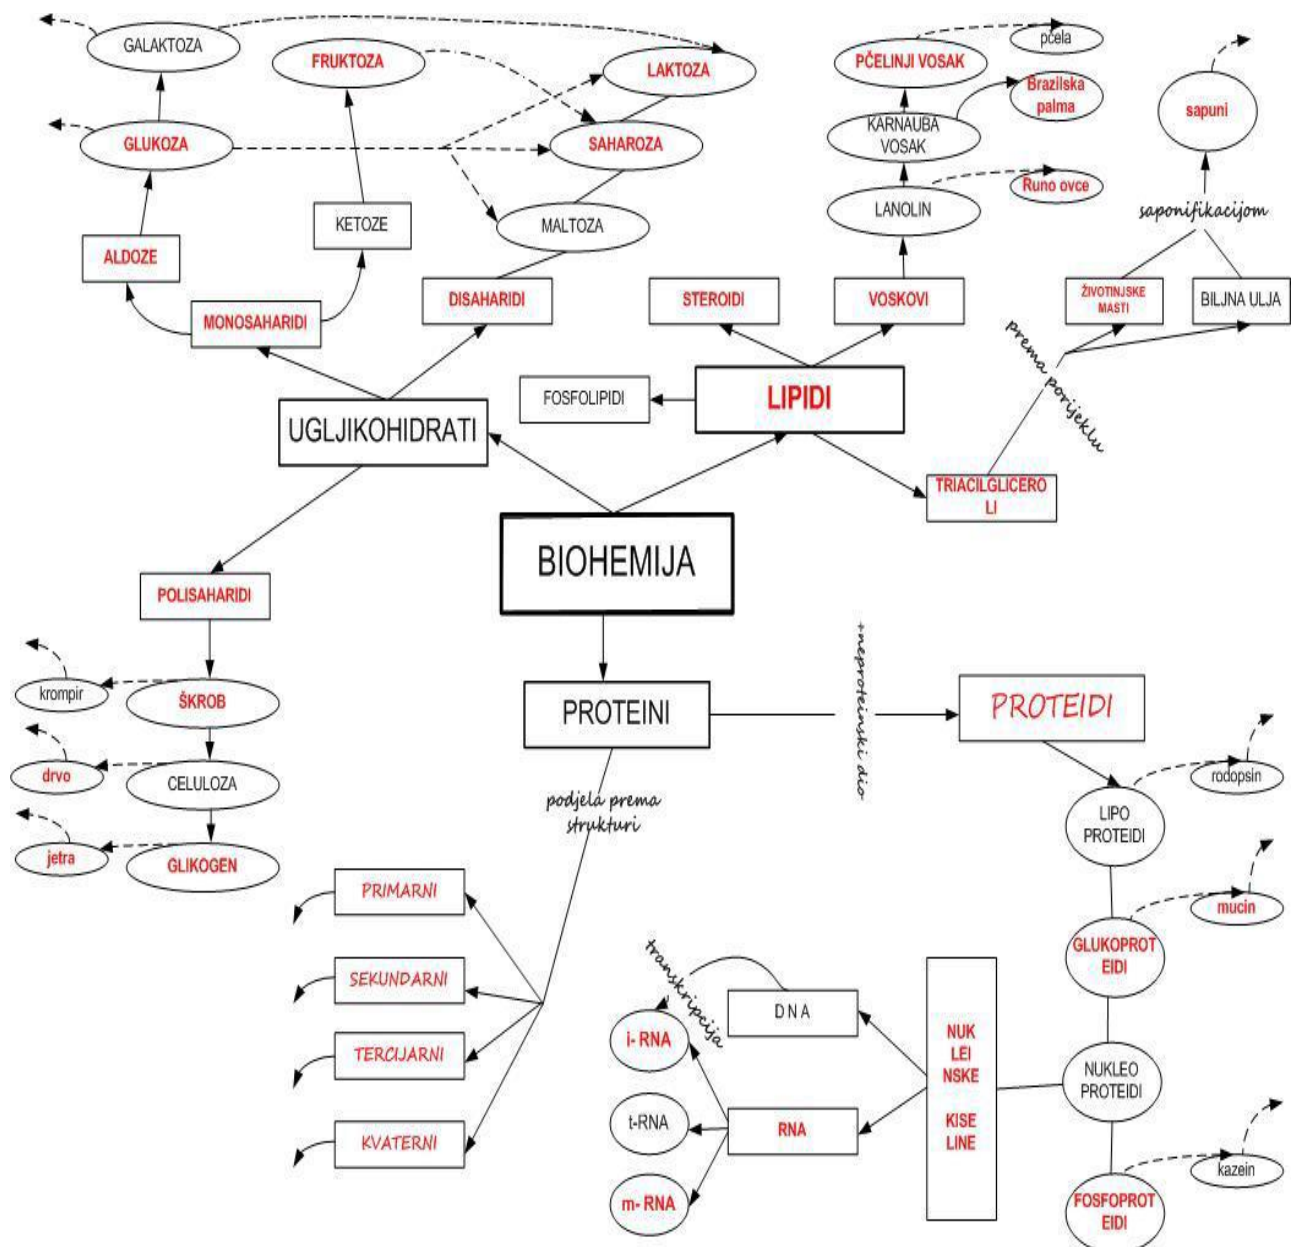 GALAKTOZA
FRUKTOZA
LAKTOZA
PČELINJI VOSAK
pčela
Brazilska
palma
sapuni
GLUKOZA
SAHAROZA
KARNAUBA
VOSAK
Runo ovce
LANOLIN
saponifikacijom
KETOZE
MALTOZA
ALDOZE
MONOSAHARIDI
DISAHARIDI
STEROIDI
VOSKOVI
ŽIVOTINJSKE
MASTI
BILJNA ULJA
prema porijeklu
FOSFOLIPIDI
LIPIDI
UGLJIKOHIDRATI
TRIACILGLICERO
LI
BIOHEMIJA
POLISAHARIDI
krompir
ŠKROB
PROTEINI
+neproteinski dio
PROTEIDI
drvo
CELULOZA
rodopsin
podjela prema
strukturi
LIPO
PROTEIDI
jetra
GLIKOGEN
PRIMARNI
mucin
GLUKOPROT
EIDI
SEKUNDARNI
transkripcija
DNA
i- RNA
NUK
LEI
NSKE
KISE
LINE
TERCIJARNI
NUKLEO
PROTEIDI
t-RNA
RNA
KVATERNI
kazein
m- RNA
FOSFOPROT
EIDI